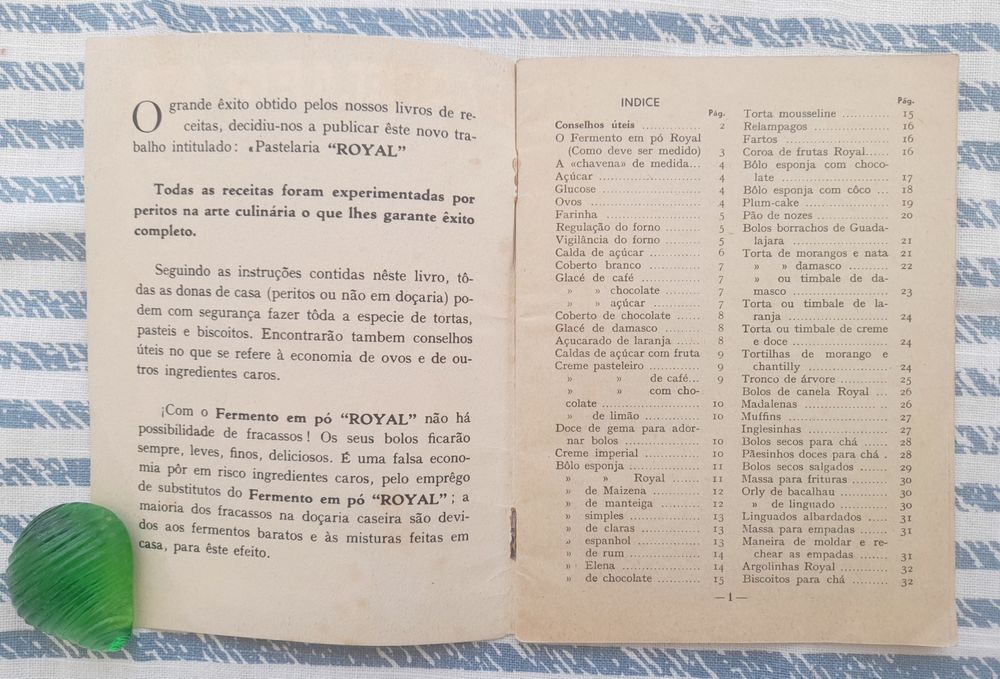 O grande êxito obtido pelos nossos livros de re-
ceitas, decidiu-nos a publicar êste novo tra-
balho intitulado: «Pastelaria "ROYAL"
Todas as receitas foram experimentadas por
peritos na arte culinária o que lhes garante êxito
completo.
Seguindo as instruções contidas nêste livro, tô-
das as donas de casa (peritos ou não em doçaria) po-
dem com segurança fazer tôda a especie de tortas,
pasteis e biscoitos. Encontrarão tambem conselhos
úteis no que se refere à economia de ovos e de ou-
tros ingredientes caros.
¡Com o Fermento em pó "ROYAL" não há
possibilidade de fracassos! Os seus bolos ficarão
sempre, leves, finos, deliciosos. É uma falsa econo-
mia pôr em risco ingredientes caros, pelo emprêgo
de substitutos do Fermento em pó "ROYAL"; a
maioria dos fracassos na doçaria caseira são devi-
dos aos fermentos baratos e às misturas feitas em
casa, para êste efeito.
INDICE
Pág.
Conselhos úteis ............... 2
O Fermento em pó Royal
(Como deve ser medido) 3
A «chavena» de medida... 4
Açúcar ........................ 4
Glucose ........................ 4
Ovos ........................ 4
Farinha ........................ 5
Regulação do forno ......... 5
Vigilância do forno ......... 5
Calda de açúcar ............ 6
Coberto branco ............ 7
Glacé de café ............... 7
» » chocolate ......... 7
» » açúcar ............ 7
Coberto de chocolate ...... 8
Glacé de damasco ......... 8
Açucarado de laranja ...... 8
Caldas de açúcar com fruta 9
Creme pasteleiro ............ 9
» » de café... 9
» » com cho-
colate ........................ 10
» de limão ......... 10
Doce de gema para ador-
nar bolos .................. 10
Creme imperial ............ 10
Bôlo esponja ............... 11
» » Royal ......... 11
» de Maizena ......... 12
» de manteiga ......... 12
» simples ............... 13
» de claras ............ 13
» espanhol ............ 13
» de rum ............... 14
» Elena ............... 14
» de chocolate ......... 15
Pág.
Torta mousseline ............ 15
Relampagos .................. 16
Fartos ........................ 16
Coroa de frutas Royal...... 16
Bôlo esponja com choco-
late ........................ 17
Bôlo esponja com côco ... 18
Plum-cake .................. 19
Pão de nozes ............... 20
Bolos borrachos de Guada-
lajara ........................ 21
Torta de morangos e nata 21
» » damasco ......... 22
» ou timbale de da-
masco ........................ 23
Torta ou timbale de la-
ranja ........................ 24
Torta ou timbale de creme
e doce ..................... 24
Tortilhas de morango e
chantilly .................. 24
Tronco de árvore ............ 25
Bolos de canela Royal ... 26
Madalenas .................. 26
Muffins ..................... 27
Inglesinhas .................. 27
Bolos secos para chá ...... 28
Pãesinhos doces para chá . 28
Bolos secos salgados ...... 29
Massa para frituras ......... 30
Orly de bacalhau ............ 30
» de linguado ............ 30
Linguados albardados ..... 31
Massa para empadas ...... 31
Maneira de moldar e re-
chear as empadas ......... 31
Argolinhas Royal ............ 32
Biscoitos para chá ......... 32
—1—